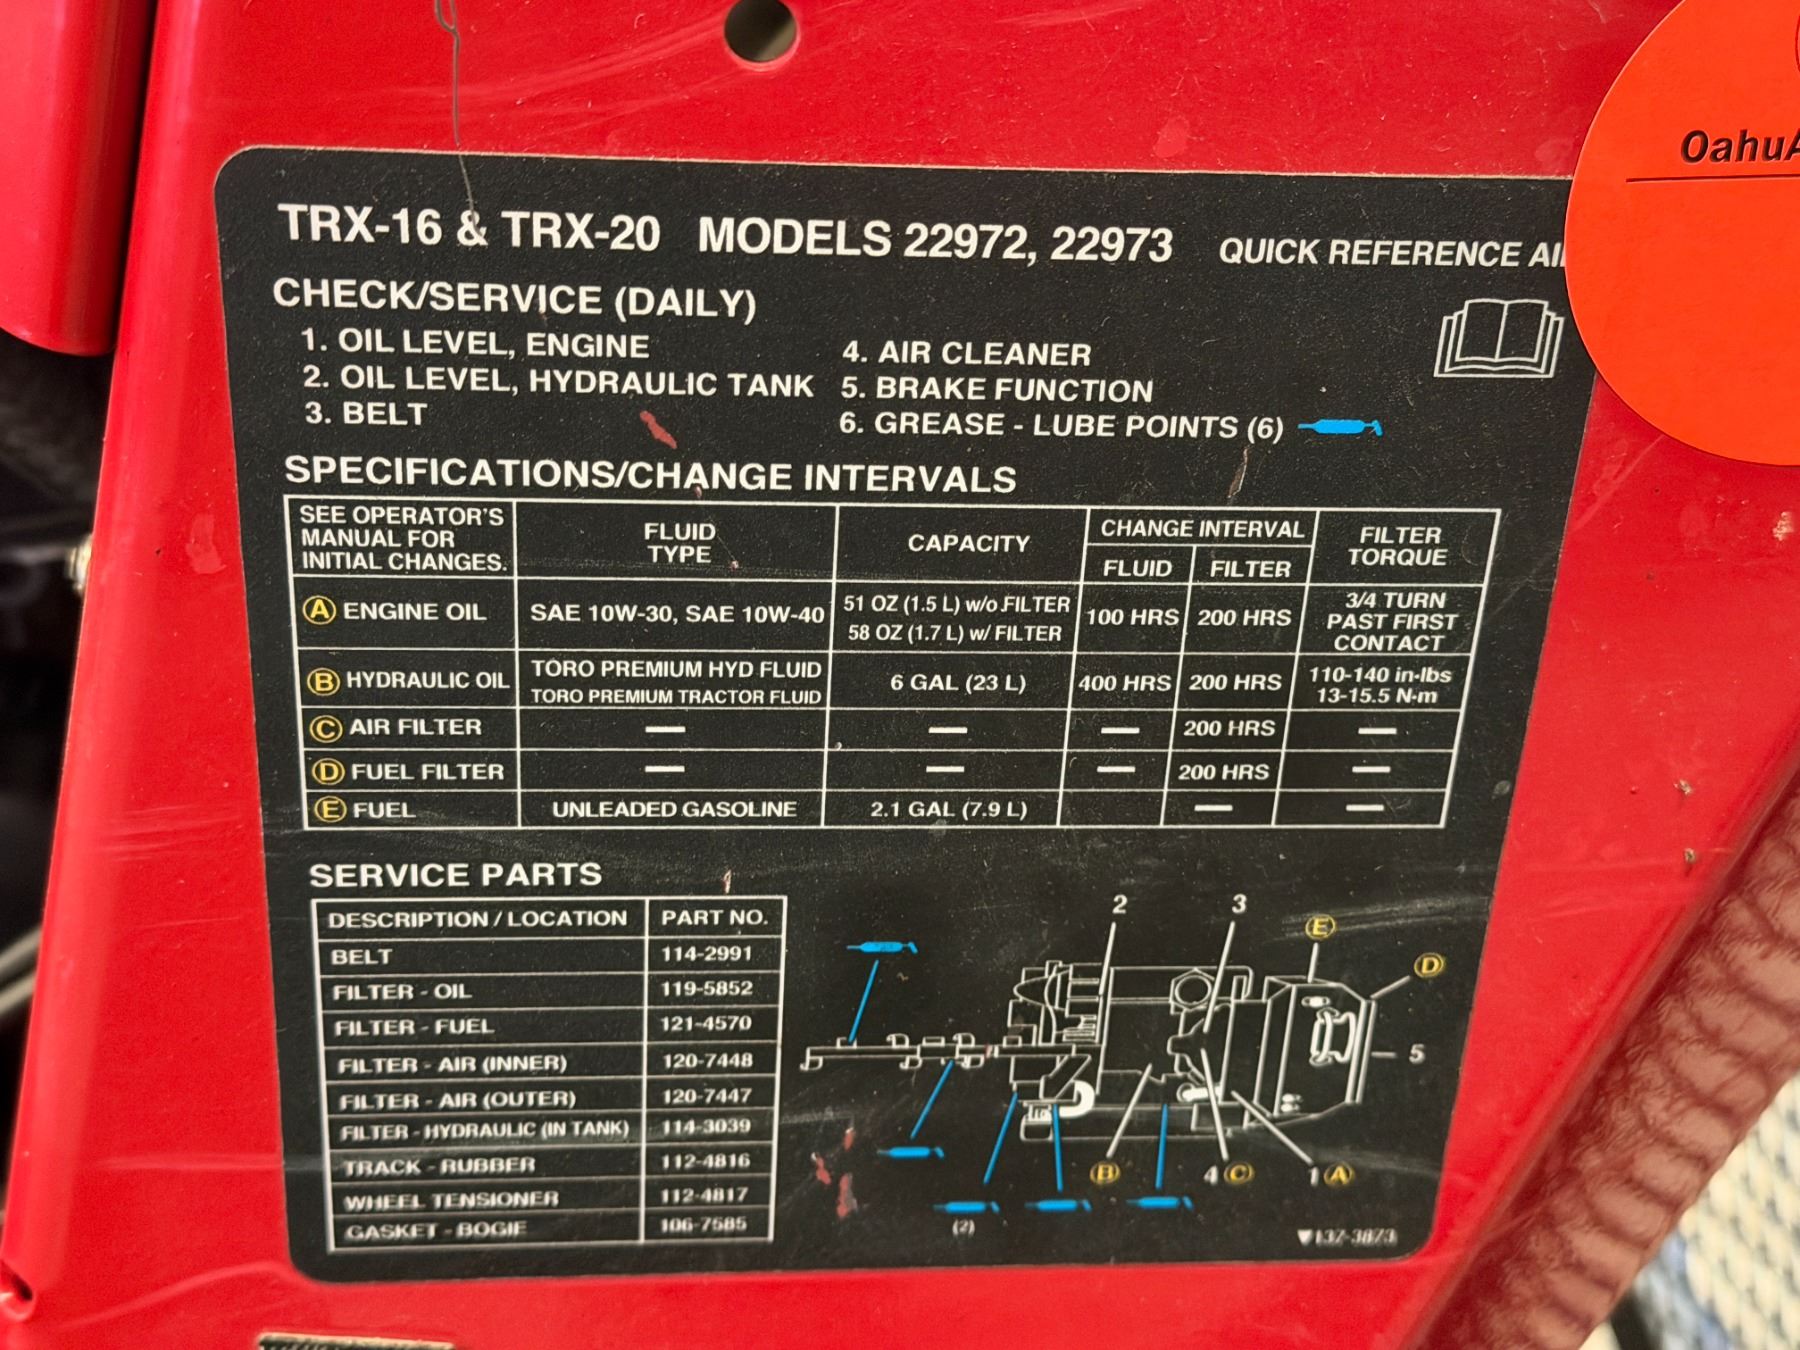 OahuA
TRX-16 & TRX-20 MODELS 22972, 22973 QUICK REFERENCE AI
CHECK/SERVICE (DAILY)
1. OIL LEVEL, ENGINE
2. OIL LEVEL, HYDRAULIC TANK
3. BELT
4. AIR CLEANER
5. BRAKE FUNCTION
6. GREASE - LUBE POINTS (6)
SPECIFICATIONS/CHANGE INTERVALS
SEE OPERATOR'S
MANUAL FOR
INITIAL CHANGES.
FLUID
TYPE
CAPACITY
CHANGE INTERVAL
FLUID FILTER
FILTER
TORQUE
A ENGINE OIL
SAE 10W-30, SAE 10W-40
51 OZ (1.5 L) w/o FILTER
58 OZ (1.7 L) w/ FILTER
100 HRS
200 HRS
3/4 TURN
PAST FIRST
CONTACT
B HYDRAULIC OIL
TORO PREMIUM HYD FLUID
TORO PREMIUM TRACTOR FLUID
6 GAL (23 L)
400 HRS
200 HRS
110-140 in-lbs
13-15.5 N·m
C AIR FILTER — — — 200 HRS —
D FUEL FILTER — — — 200 HRS —
E FUEL UNLEADED GASOLINE 2.1 GAL (7.9 L) — —
SERVICE PARTS
DESCRIPTION / LOCATION PART NO.
BELT 114-2991
FILTER - OIL 119-5852
FILTER - FUEL 121-4570
FILTER - AIR (INNER) 120-7448
FILTER - AIR (OUTER) 120-7447
FILTER - HYDRAULIC (IN TANK) 114-3039
TRACK - RUBBER 112-4816
WHEEL TENSIONER 112-4817
GASKET - BOGIE 106-7585
2 3 E
D
5
B 4 C 1 A
(2)
137-3873